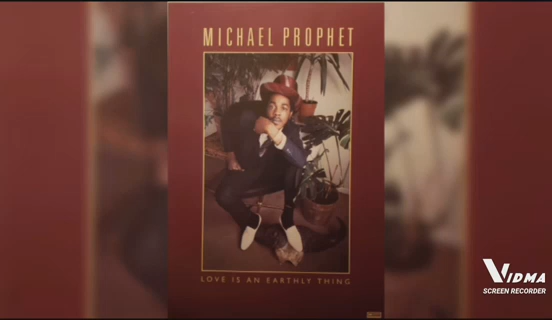 MICHAEL PROPHET
LOVE IS AN EARTHLY THING
VIDMA
SCREEN RECORDER